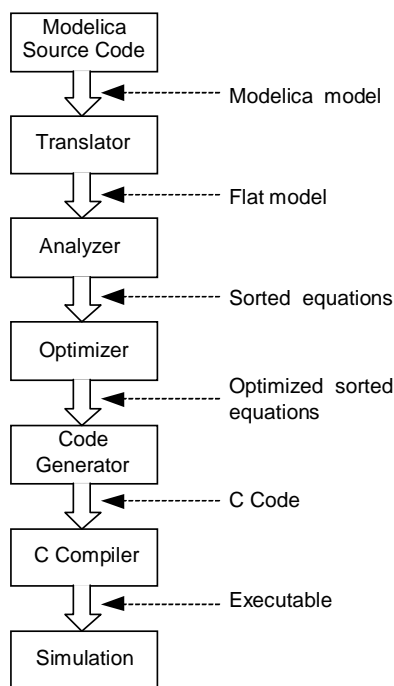 Modelica
Source Code
Modelica model
Translator
Flat model
Analyzer
Sorted equations
Optimizer
Optimized sorted
equations
Code
Generator
C Code
C Compiler
Executable
Simulation